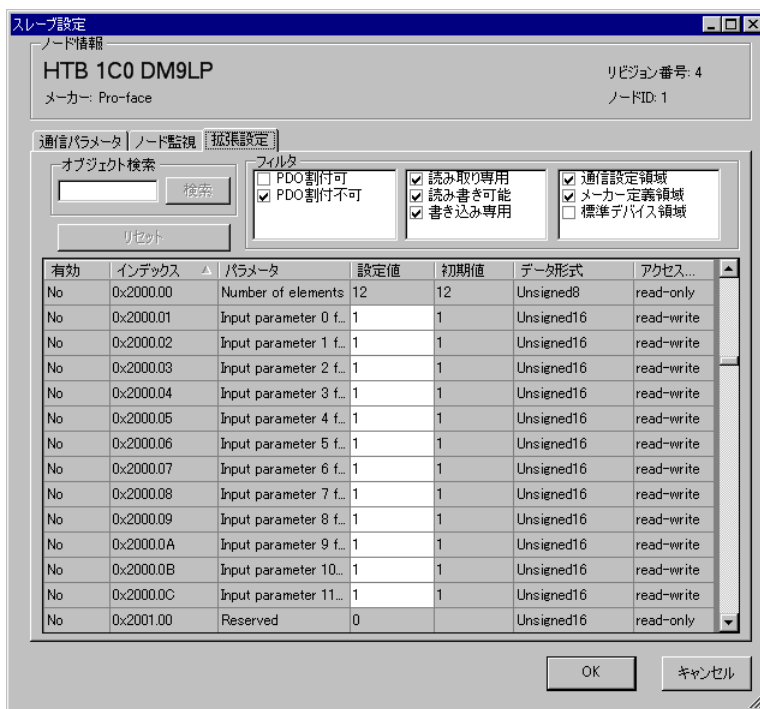 スレーブ設定
ノード情報
HTB 1C0 DM9LP
リビジョン番号: 4
メーカー: Pro-face
ノードID: 1
通信パラメータ ノード監視 拡張設定
オブジェクト検索
フィルタ
検索
リセット
PDO割付可
PDO割付不可
読み取り専用
読み書き可能
書き込み専用
通信設定領域
メーカー定義領域
標準デバイス領域
有効 インデックス パラメータ 設定値 初期値 データ形式 アクセス...
No 0x2000.00 Number of elements 12 12 Unsigned8 read-only
No 0x2000.01 Input parameter 0 f... 1 1 Unsigned16 read-write
No 0x2000.02 Input parameter 1 f... 1 1 Unsigned16 read-write
No 0x2000.03 Input parameter 2 f... 1 1 Unsigned16 read-write
No 0x2000.04 Input parameter 3 f... 1 1 Unsigned16 read-write
No 0x2000.05 Input parameter 4 f... 1 1 Unsigned16 read-write
No 0x2000.06 Input parameter 5 f... 1 1 Unsigned16 read-write
No 0x2000.07 Input parameter 6 f... 1 1 Unsigned16 read-write
No 0x2000.08 Input parameter 7 f... 1 1 Unsigned16 read-write
No 0x2000.09 Input parameter 8 f... 1 1 Unsigned16 read-write
No 0x2000.0A Input parameter 9 f... 1 1 Unsigned16 read-write
No 0x2000.0B Input parameter 10... 1 1 Unsigned16 read-write
No 0x2000.0C Input parameter 11... 1 1 Unsigned16 read-write
No 0x2001.00 Reserved 0 Unsigned16 read-only
OK キャンセル